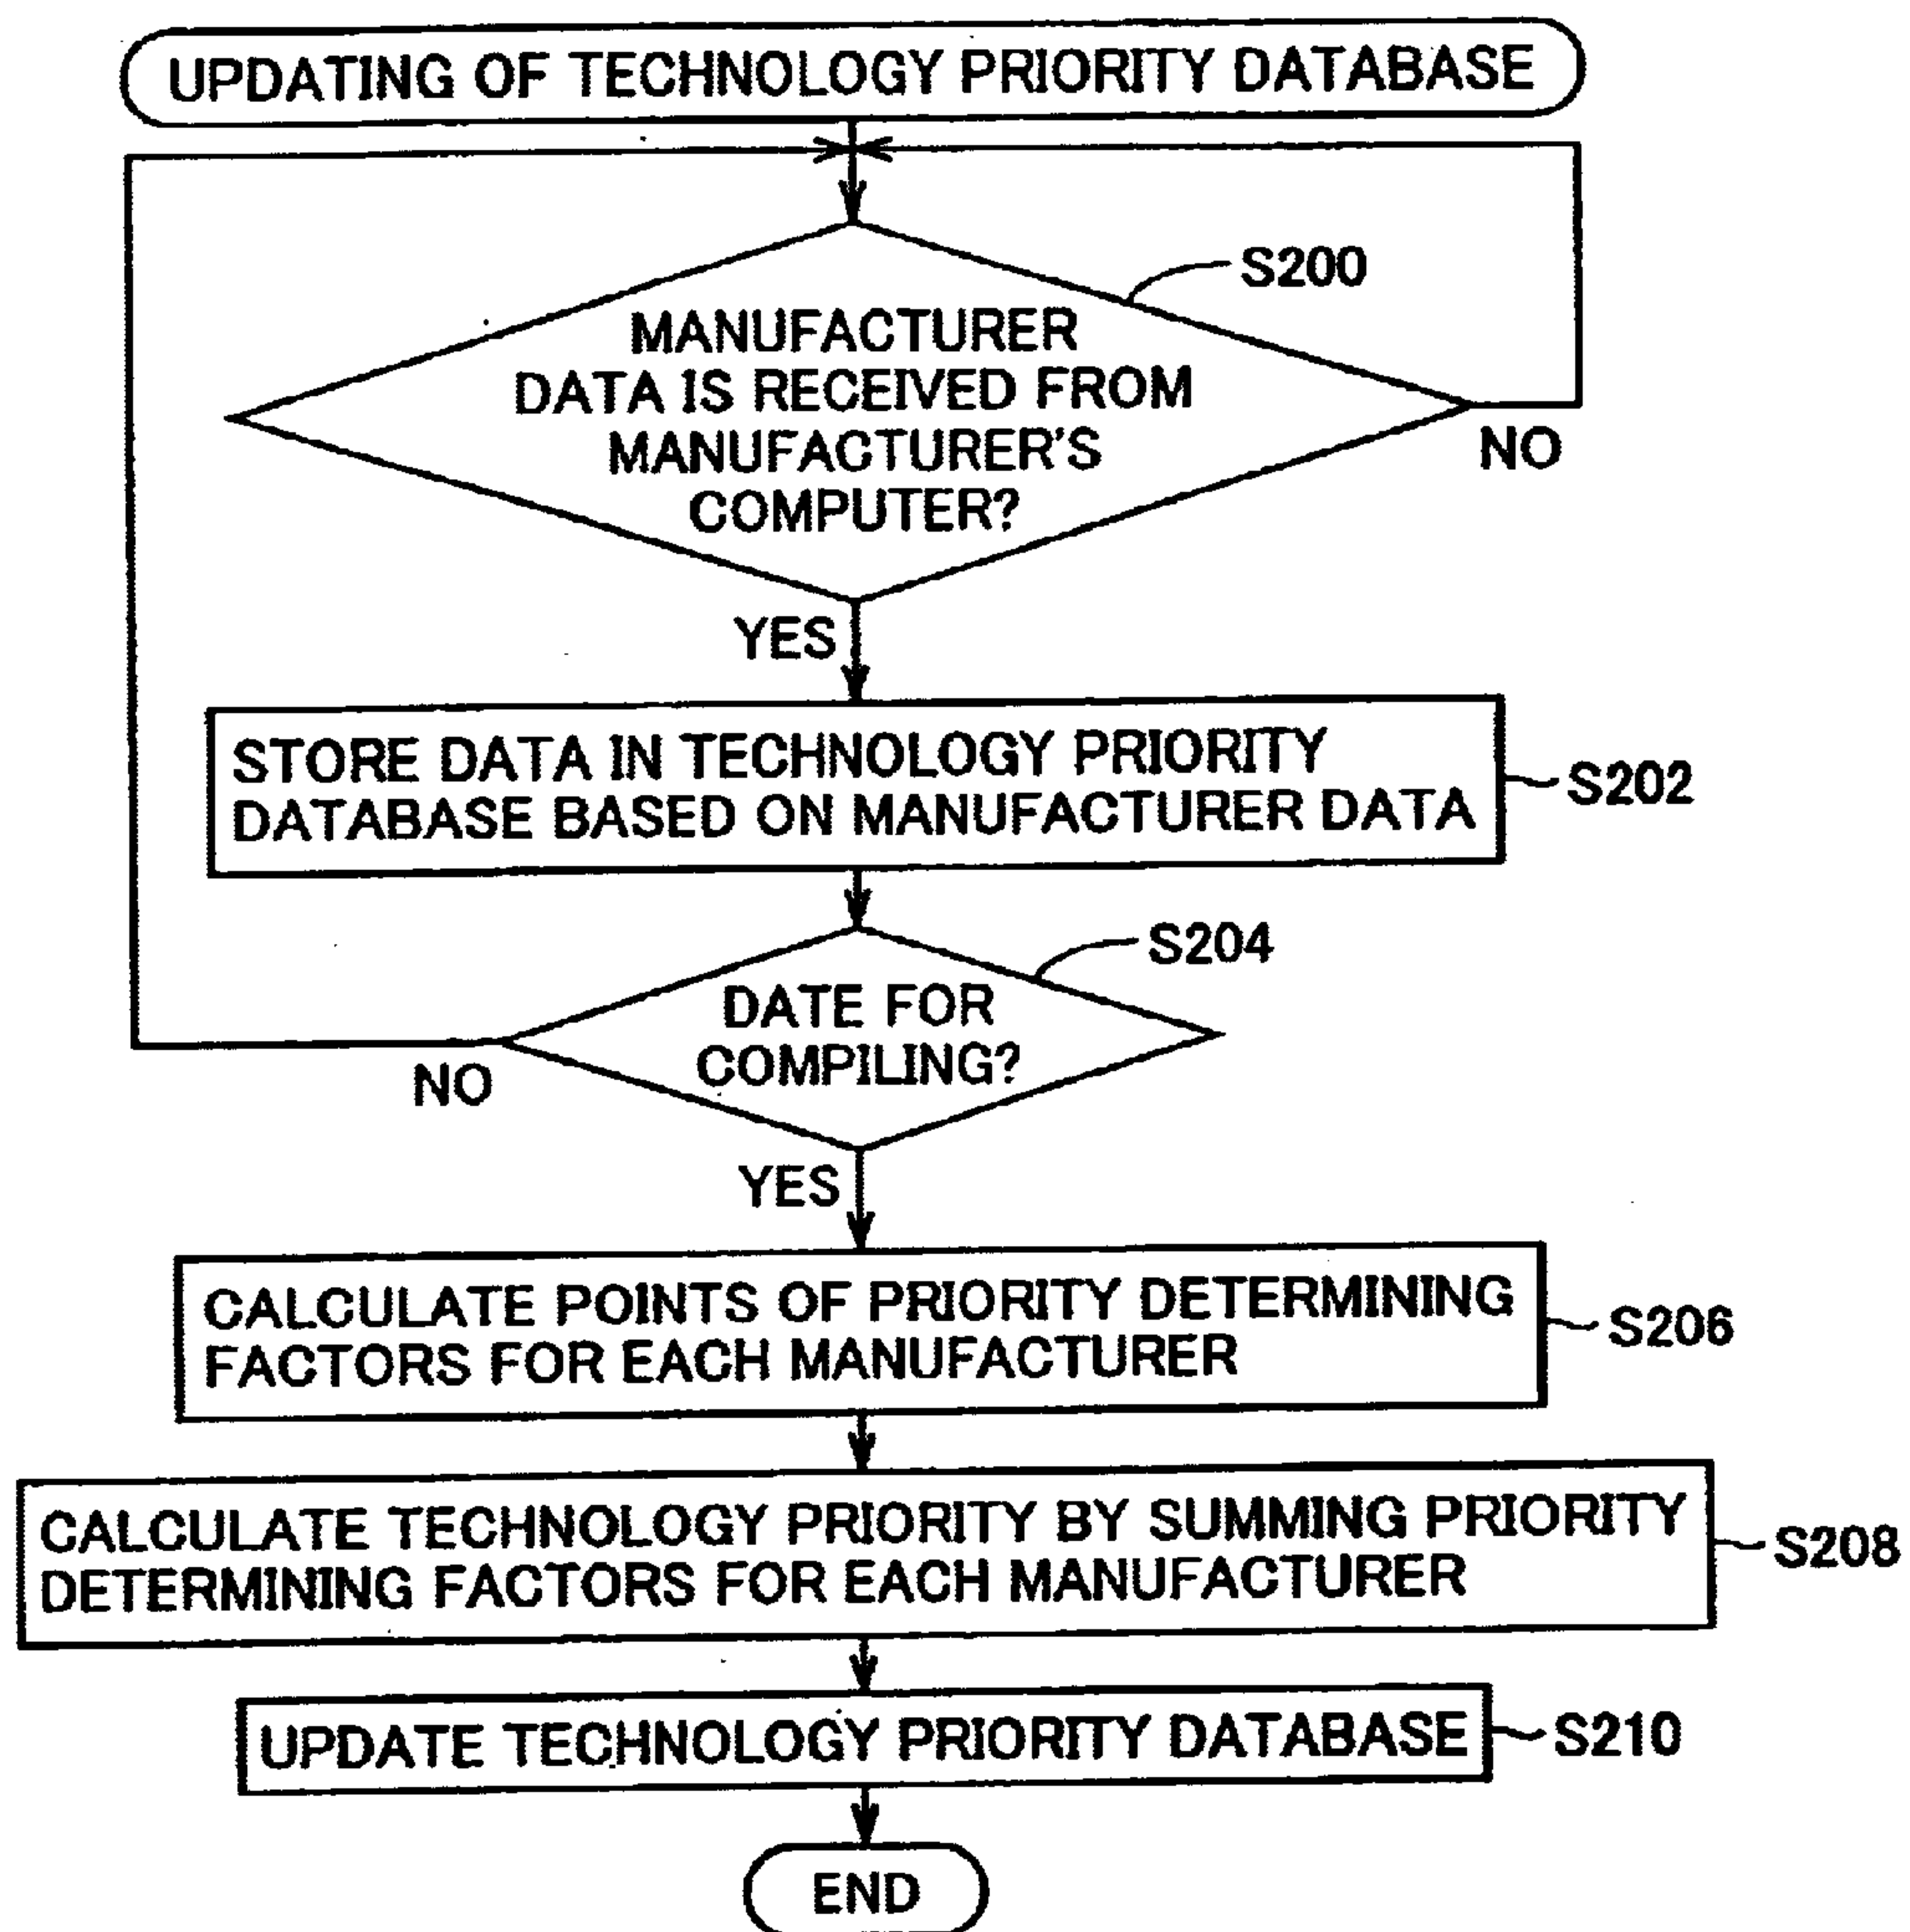 UPDATING OF TECHNOLOGY PRIORITY DATABASE
S200
MANUFACTURER
DATA IS RECEIVED FROM
MANUFACTURER'S
COMPUTER?
NO
YES
STORE DATA IN TECHNOLOGY PRIORITY
DATABASE BASED ON MANUFACTURER DATA
S202
S204
DATE FOR
COMPILING?
NO
YES
CALCULATE POINTS OF PRIORITY DETERMINING
FACTORS FOR EACH MANUFACTURER
S206
CALCULATE TECHNOLOGY PRIORITY BY SUMMING PRIORITY
DETERMINING FACTORS FOR EACH MANUFACTURER
S208
UPDATE TECHNOLOGY PRIORITY DATABASE
S210
END